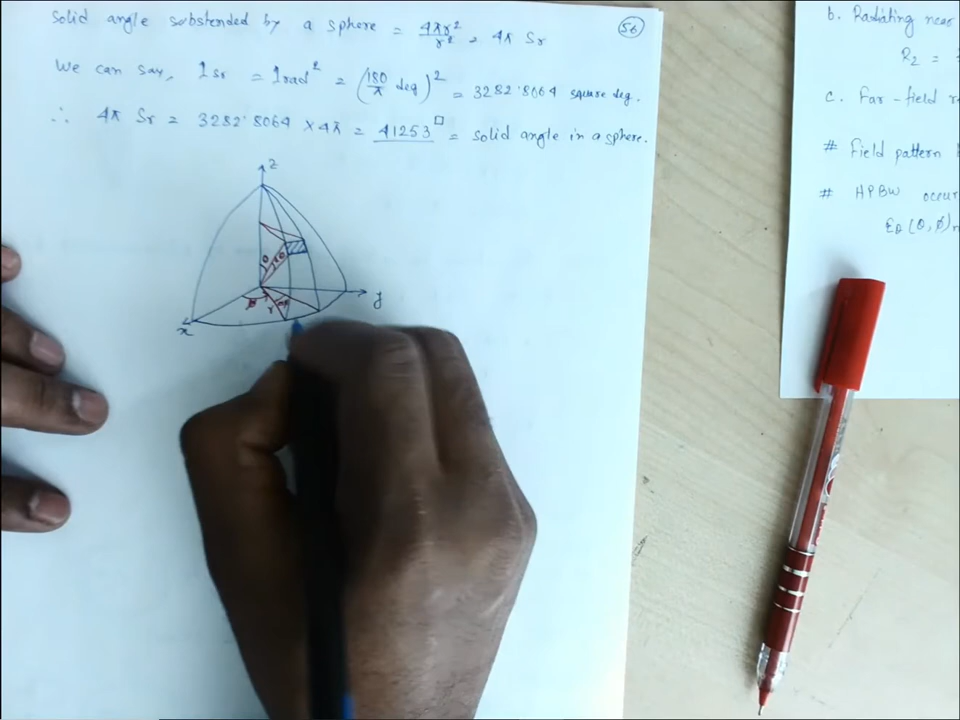 solid angle sobstended by a sphere = 4πr²/r² = 4π Sr
56
We can say, 1 sr = 1 rad² = (180/π deg)² = 3282.8064 square deg.
∴ 4π Sr = 3282.8064 × 4π = 41253□ = solid angle in a sphere.
z
θ
y
x
r
b. Radiating near
R₂ =
c. Far-field r
# Field pattern
# HPBW occur